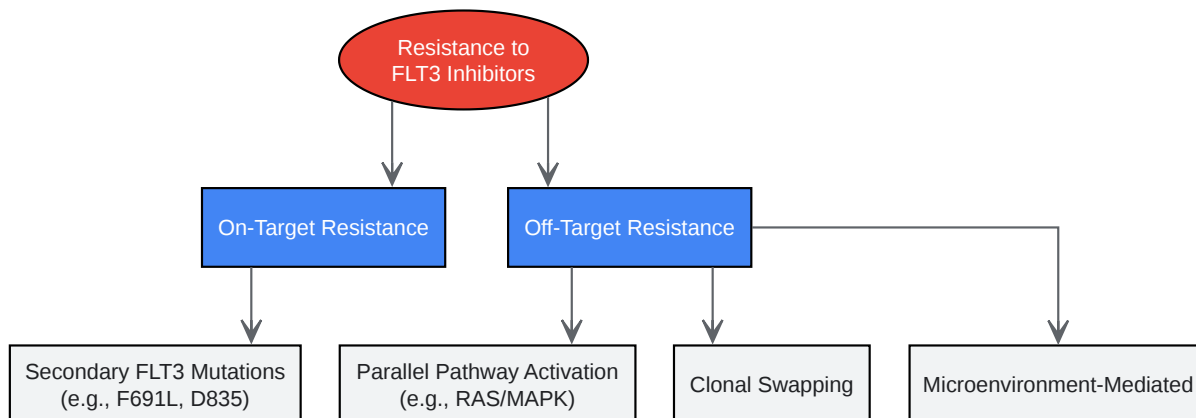 Resistance to
FLT3 Inhibitors
On-Target Resistance
Off-Target Resistance
Secondary FLT3 Mutations
(e.g., F691L, D835)
Parallel Pathway Activation
(e.g., RAS/MAPK)
Clonal Swapping
Microenvironment-Mediated